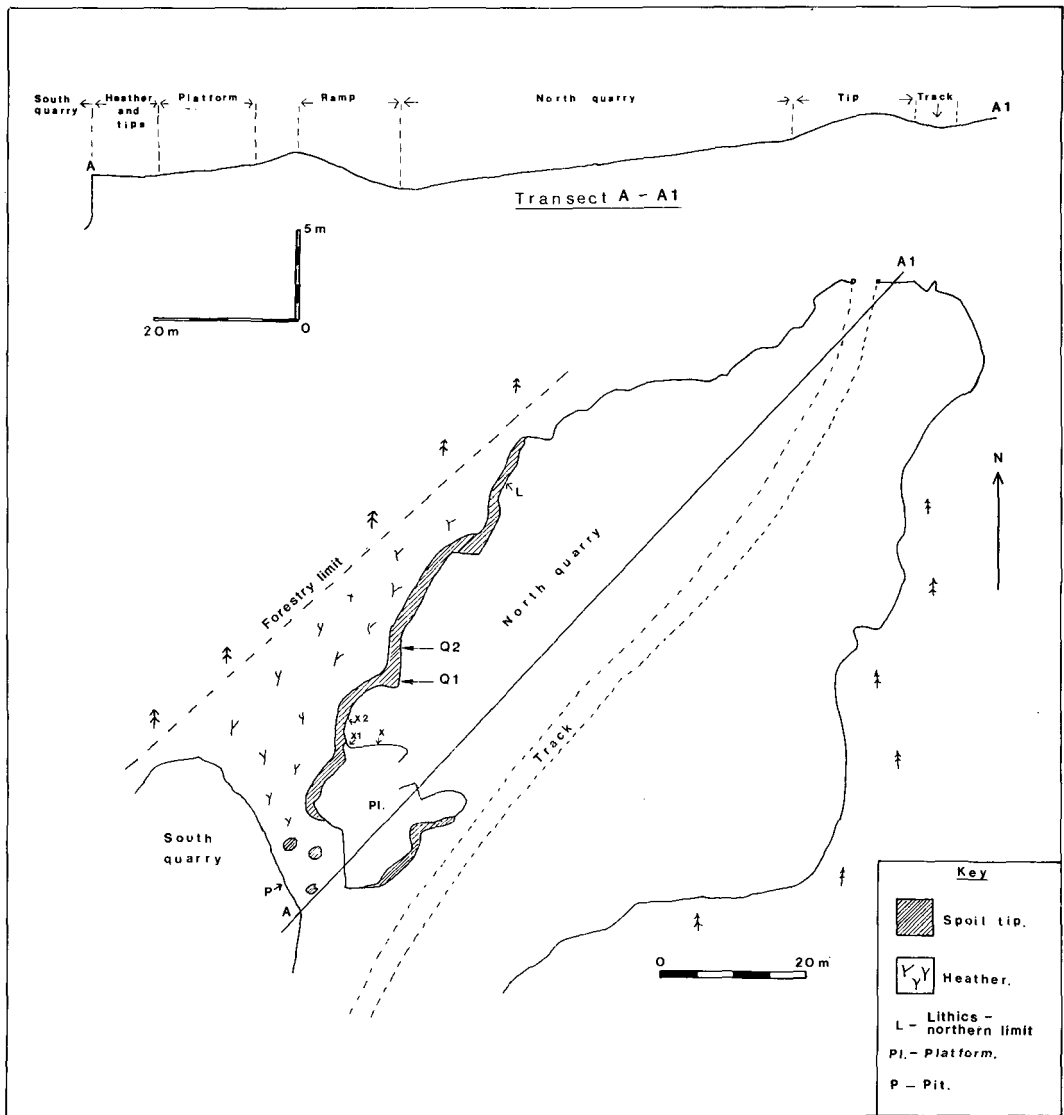 South quarry
Heather and tips
Platform
Ramp
North quarry
Tip
Track
A
A1
Transect A - A1
5m
20m
0
A1
N
L
Forestry limit
North quarry
Q2
Q1
X2
X1
X
Track
Pl.
South quarry
P
A
0
20m
Key
Spoil tip.
Heather.
L - Lithics - northern limit
Pl. - Platform.
P - Pit.